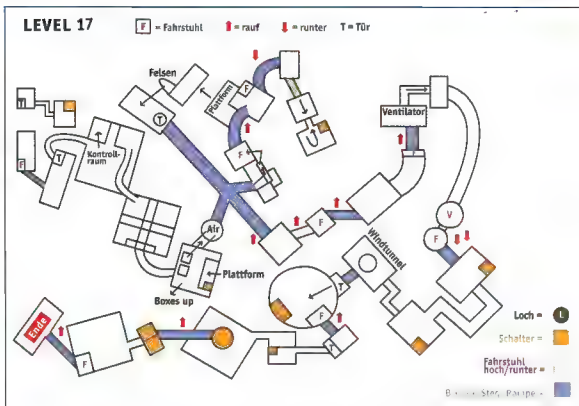 LEVEL 17
F = Fahrstuhl
= rauf
= runter
T = Tür
Felsen
Plattform
F
T
T
F
T
Kontroll-
raum
F
Ventilator
Air
F
V
F
Windtunnel
Plattform
Boxes up
T
F
T
Ende
F
Loch = L
Schalter =
Fahrstuhl
hoch/runter =